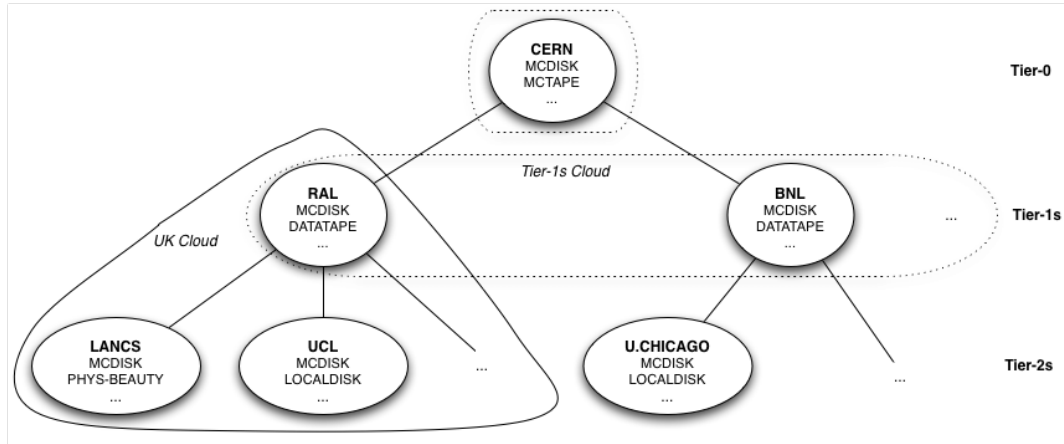 CERN
MCDISK
MCTAPE
...
Tier-0
Tier-1s Cloud
RAL
MCDISK
DATATAPE
...
BNL
MCDISK
DATATAPE
...
...
Tier-1s
UK Cloud
LANCS
MCDISK
PHYS-BEAUTY
...
UCL
MCDISK
LOCALDISK
...
...
U.CHICAGO
MCDISK
LOCALDISK
...
...
Tier-2s